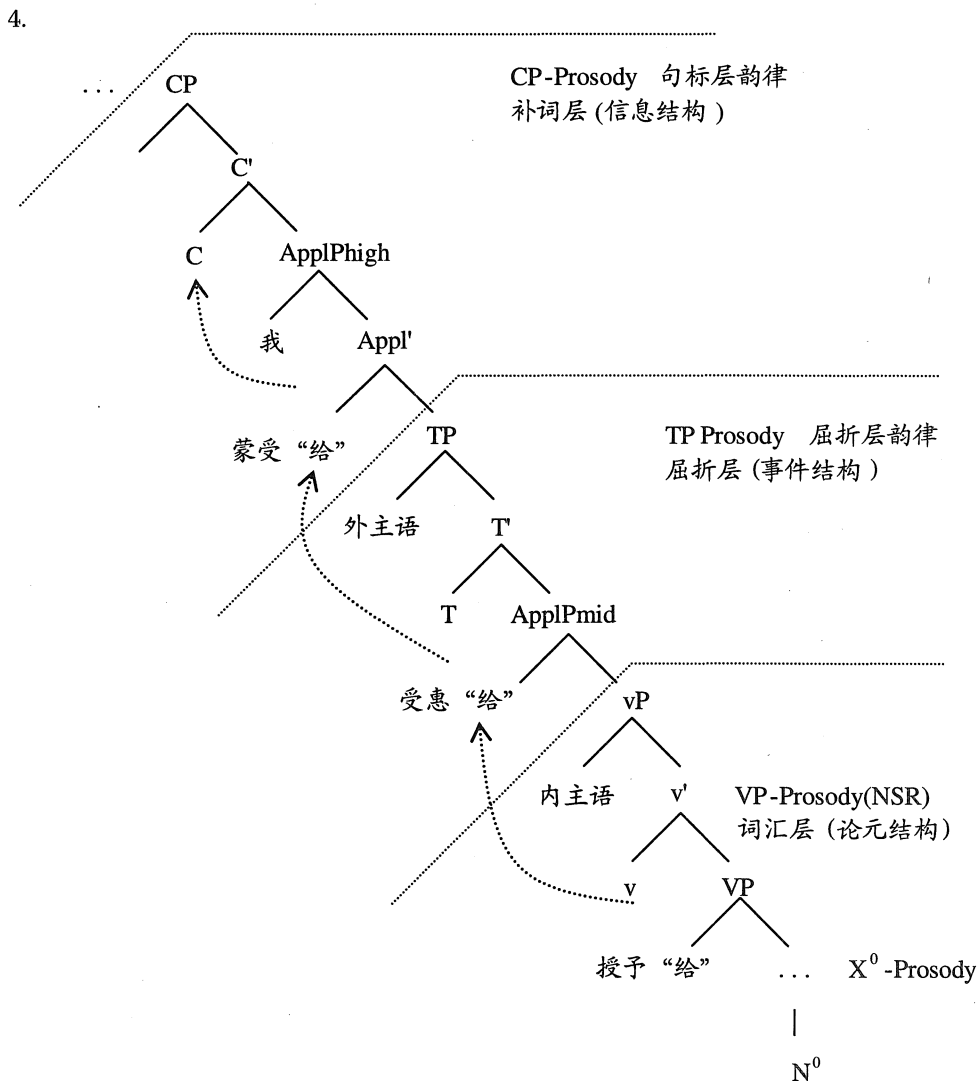 4.
... CP
CP-Prosody 句标层韵律
补词层 (信息结构 )
C'
C ApplPhigh
我 Appl'
蒙受 “给” TP
TP Prosody 屈折层韵律
屈折层 (事件结构 )
外主语 T'
T ApplPmid
受惠 “给” vP
内主语 v' VP-Prosody(NSR)
词汇层 (论元结构)
v VP
授予 “给” ... X⁰ -Prosody
N⁰